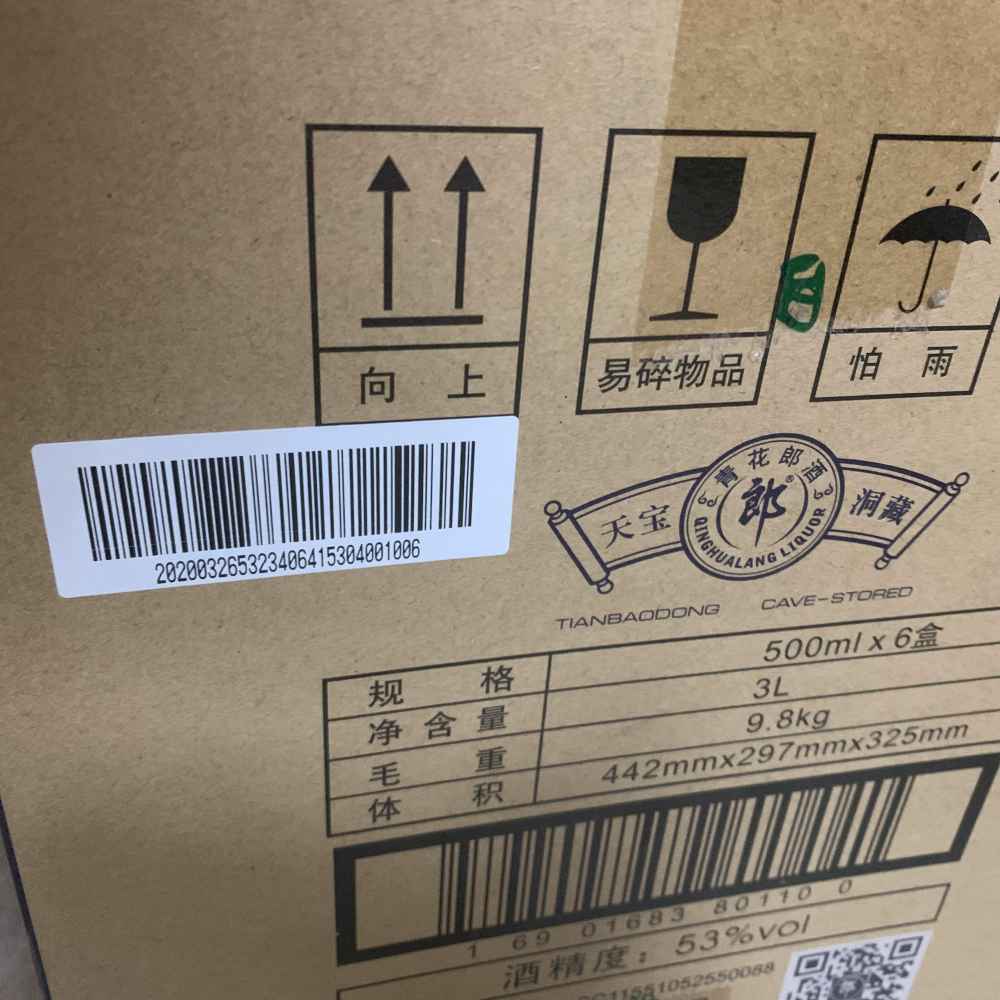 向 上
易碎物品
怕 雨
202003265323406415304001006
青花郎酒
天宝
郎®
洞藏
QINGHUALANG LIQUOR
TIANBAODONG CAVE-STORED
规 格 500ml x 6盒
净含量 3L
毛 重 9.8kg
体 积 442mmx297mmx325mm
1 69 01683 80110 0
酒精度：53%vol